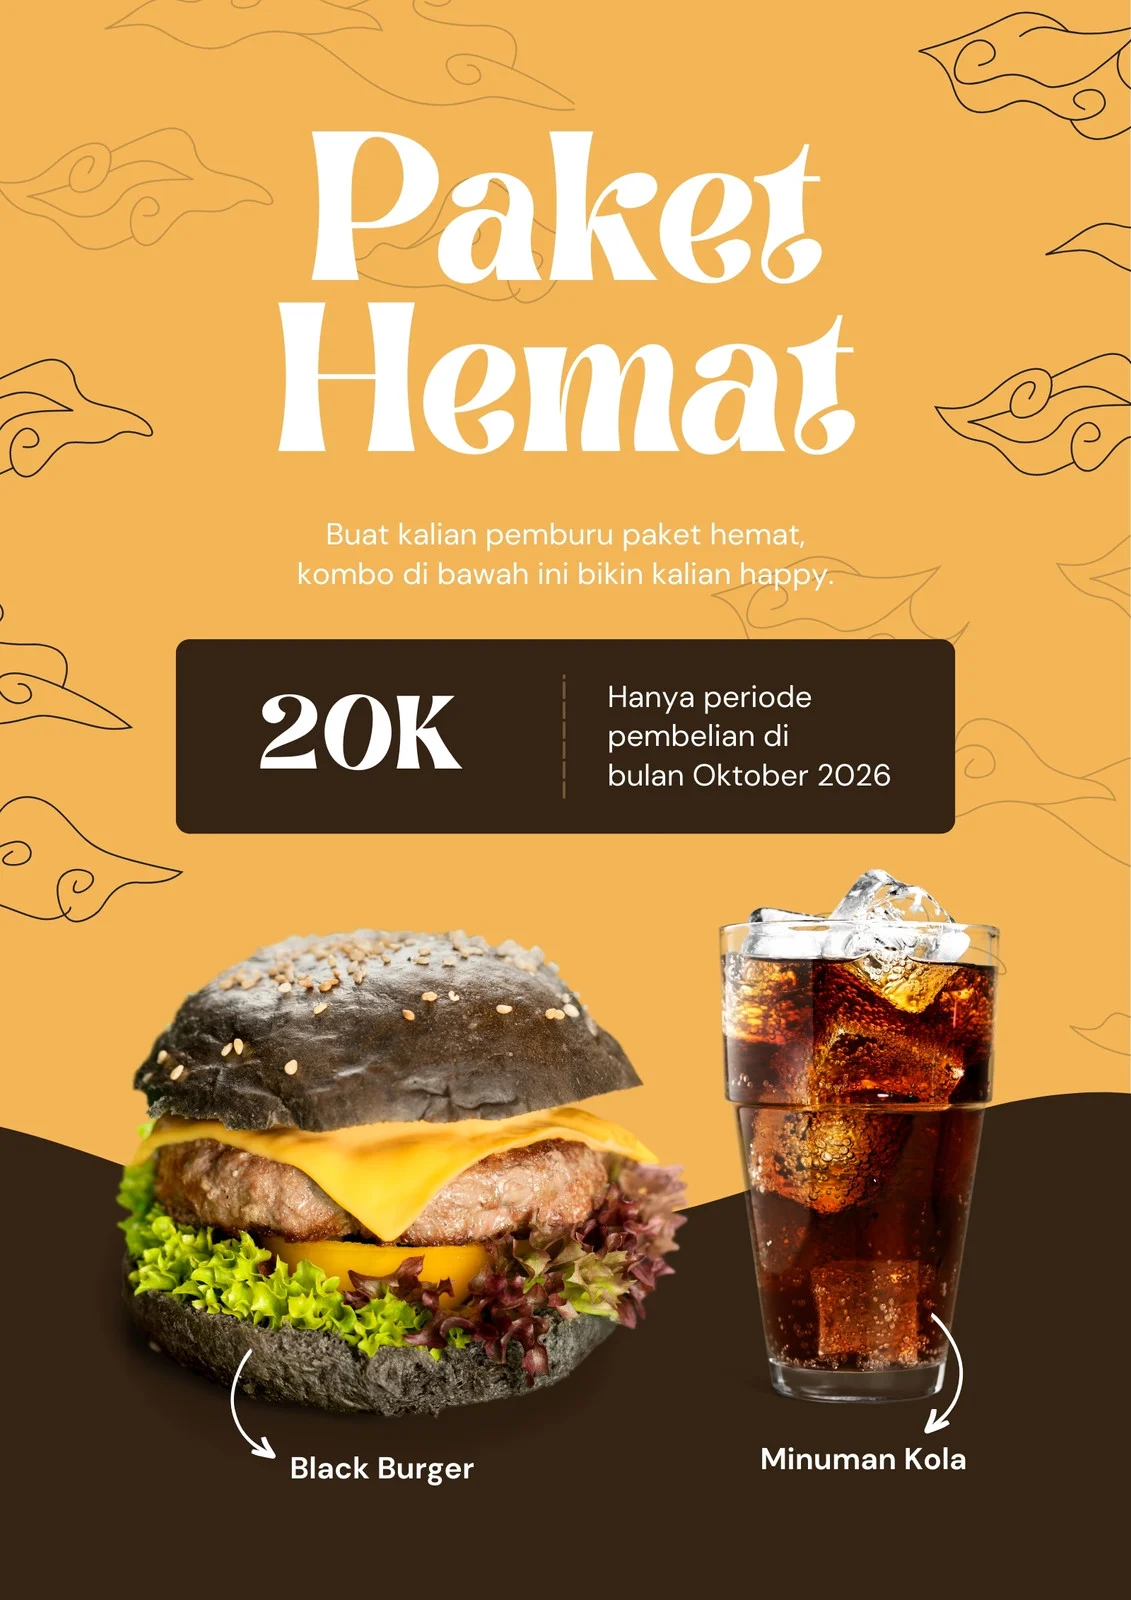 Paket
Hemat
Buat kalian pemburu paket hemat,
kombo di bawah ini bikin kalian happy.
20K
Hanya periode
pembelian di
bulan Oktober 2026
Black Burger
Minuman Kola